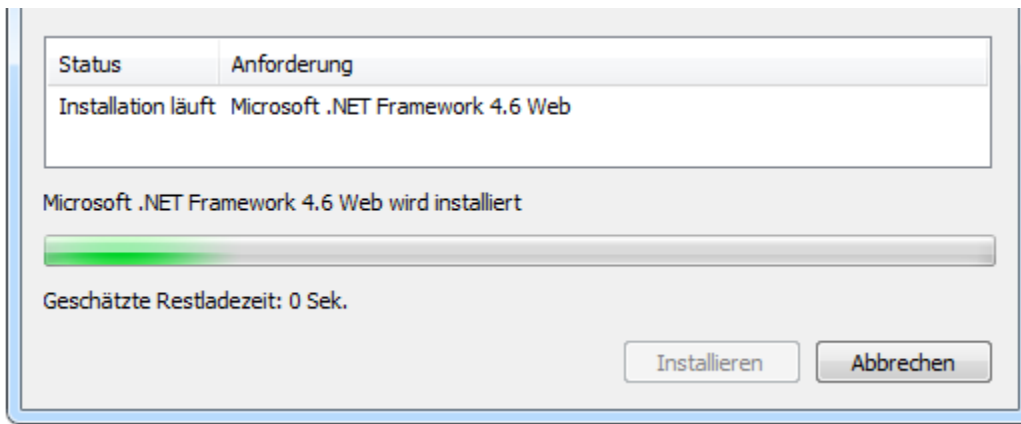 Status Anforderung
Installation läuft Microsoft .NET Framework 4.6 Web
Microsoft .NET Framework 4.6 Web wird installiert
Geschätzte Restladezeit: 0 Sek.
Installieren Abbrechen